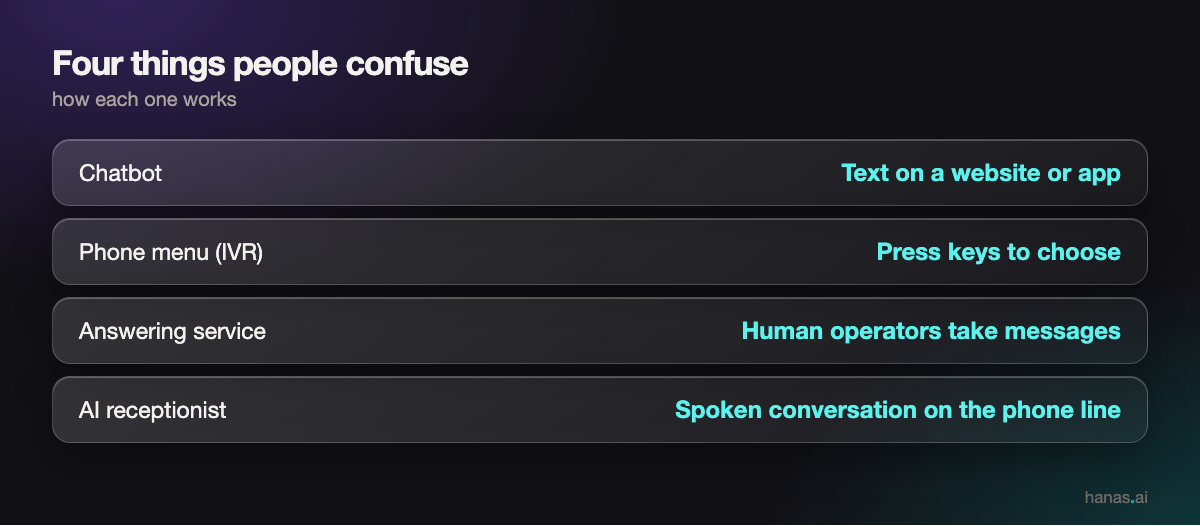 Four things people confuse
how each one works
Chatbot
Text on a website or app
Phone menu (IVR)
Press keys to choose
Answering service
Human operators take messages
AI receptionist
Spoken conversation on the phone line
hanas.ai